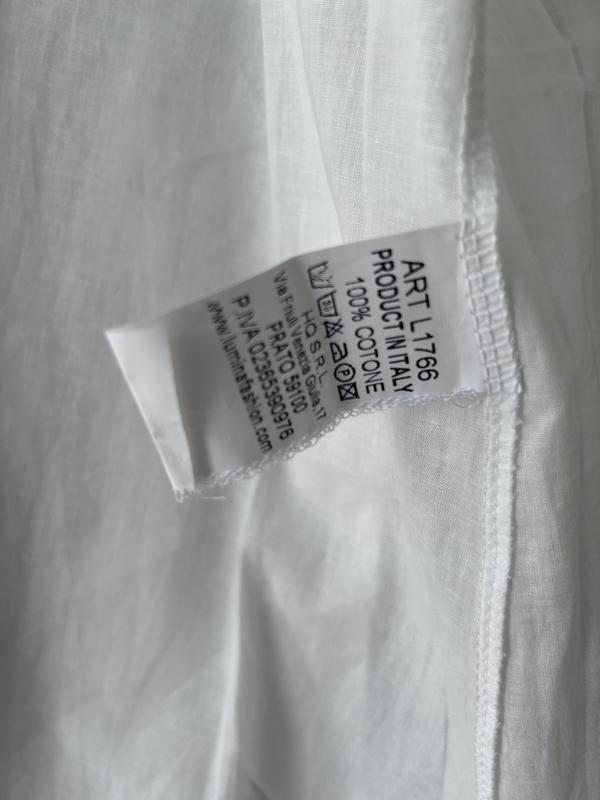 ART L1766
PRODUCT IN ITALY
100% COTONE
HQ S.R.L.
Via Friuli Venezia Giulia 17
PRATO 59100
P.IVA 02365390976
www.luminafashion.com